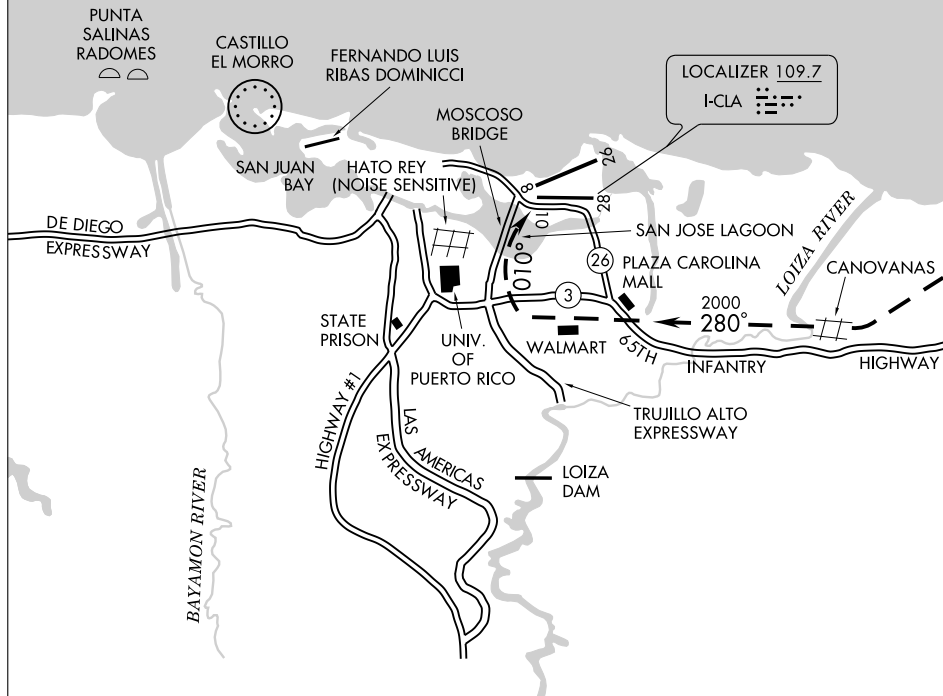 PUNTA
SALINAS
RADOMES
CASTILLO
EL MORRO
FERNANDO LUIS
RIBAS DOMINICCI
LOCALIZER 109.7
I-CLA
MOSCOSO
BRIDGE
SAN JUAN
BAY
HATO REY
(NOISE SENSITIVE)
26
8
28
10
DE DIEGO
EXPRESSWAY
SAN JOSE LAGOON
LOIZA RIVER
010°
26
PLAZA CAROLINA
MALL
CANOVANAS
3
2000
280°
STATE
PRISON
UNIV.
OF
PUERTO RICO
WALMART
65TH
INFANTRY
HIGHWAY
HIGHWAY #1
LAS AMERICAS
EXPRESSWAY
TRUJILLO ALTO
EXPRESSWAY
LOIZA
DAM
BAYAMON RIVER